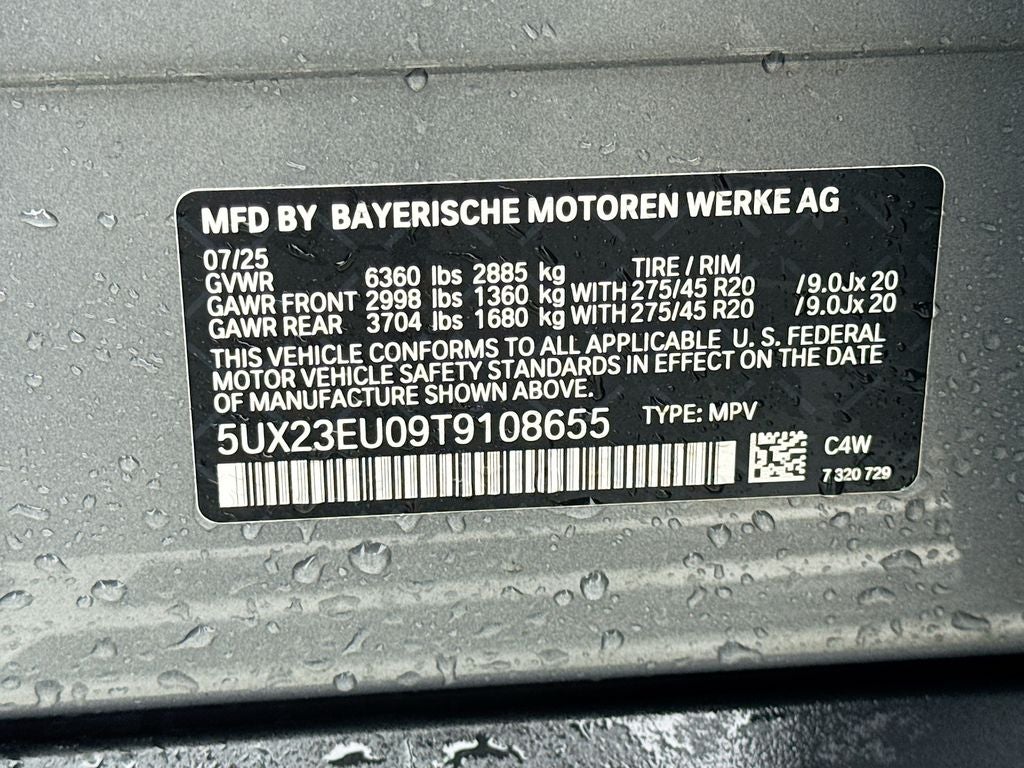 MFD BY BAYERISCHE MOTOREN WERKE AG
07/25 TIRE / RIM
GVWR 6360 lbs 2885 kg
GAWR FRONT 2998 lbs 1360 kg WITH 275/45 R20 /9.0Jx 20
GAWR REAR 3704 lbs 1680 kg WITH 275/45 R20 /9.0Jx 20
THIS VEHICLE CONFORMS TO ALL APPLICABLE U. S. FEDERAL
MOTOR VEHICLE SAFETY STANDARDS IN EFFECT ON THE DATE
OF MANUFACTURE SHOWN ABOVE.
5UX23EU09T9108655 TYPE: MPV
C4W
7 320 729